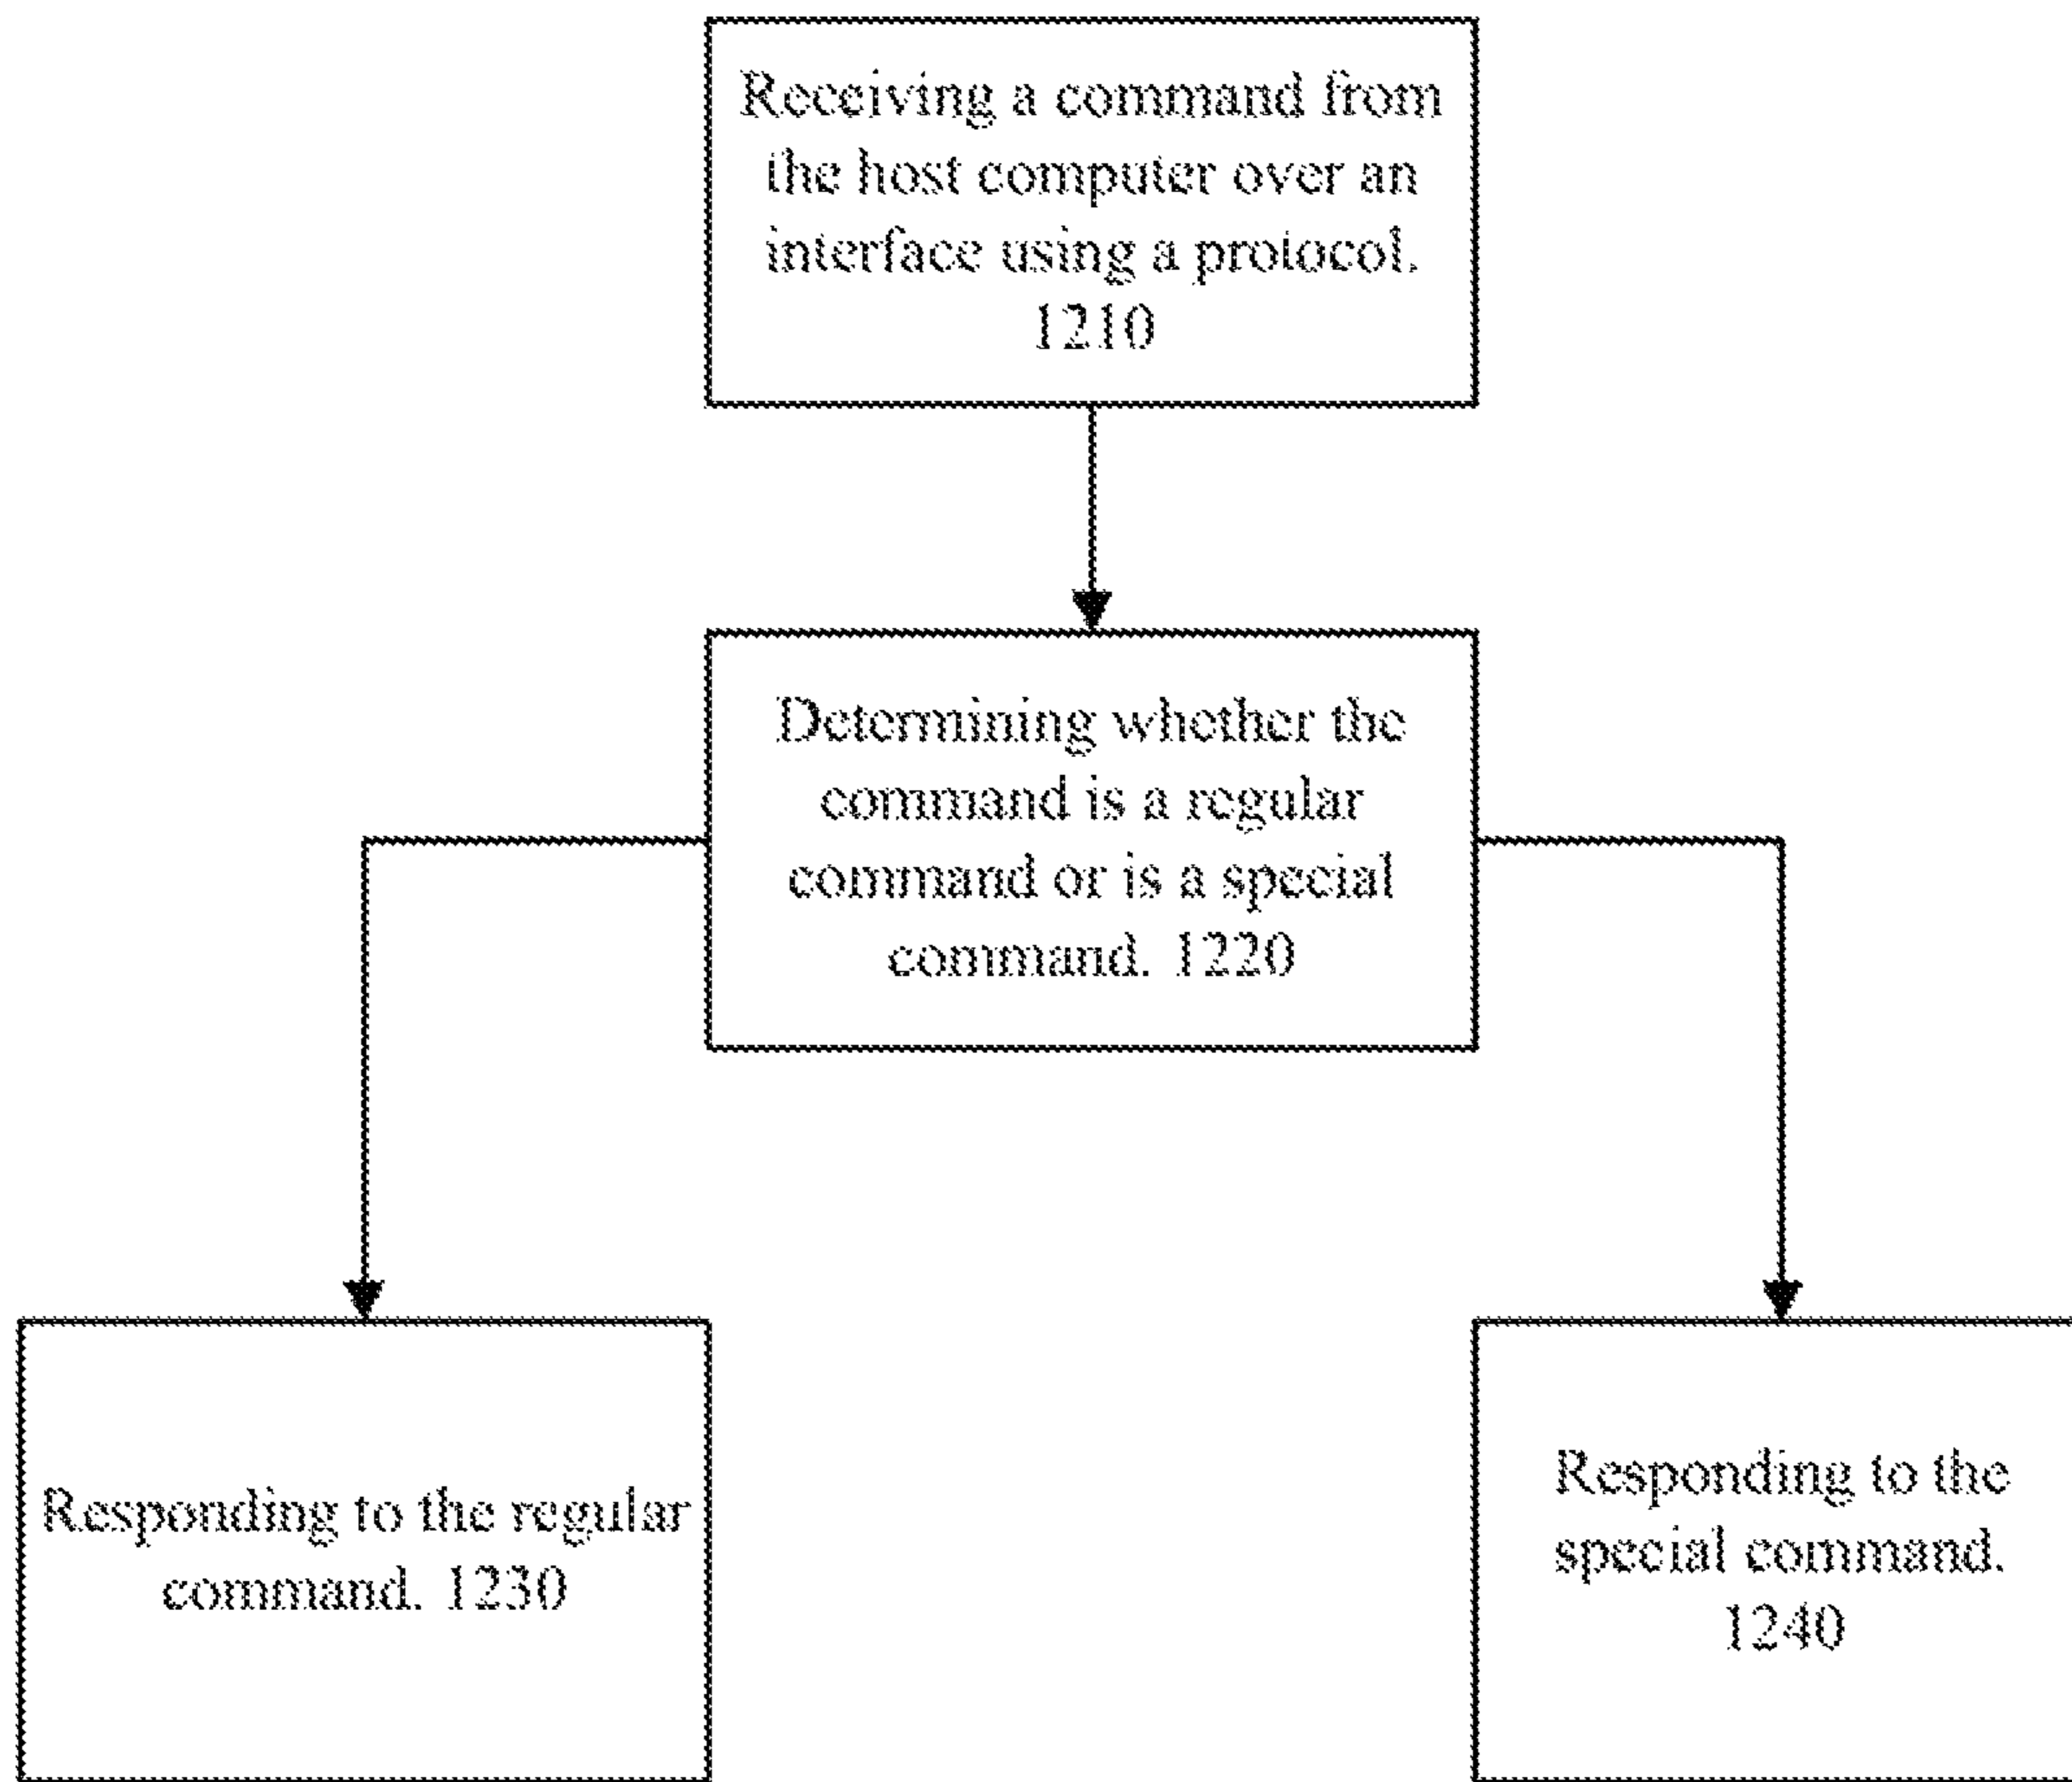 Receiving a command from
the host computer over an
interface using a protocol.
1210
Determining whether the
command is a regular
command or is a special
command. 1220
Responding to the regular
command. 1230
Responding to the
special command.
1240